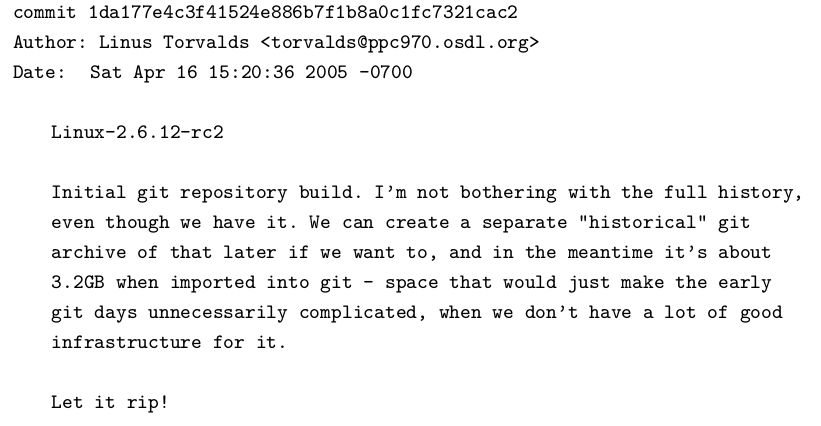 commit 1da177e4c3f41524e886b7f1b8a0c1fc7321cac2
Author: Linus Torvalds <torvalds@ppc970.osdl.org>
Date:  Sat Apr 16 15:20:36 2005 -0700

Linux-2.6.12-rc2

Initial git repository build. I'm not bothering with the full history,
even though we have it. We can create a separate "historical" git
archive of that later if we want to, and in the meantime it's about
3.2GB when imported into git - space that would just make the early
git days unnecessarily complicated, when we don't have a lot of good
infrastructure for it.

Let it rip!